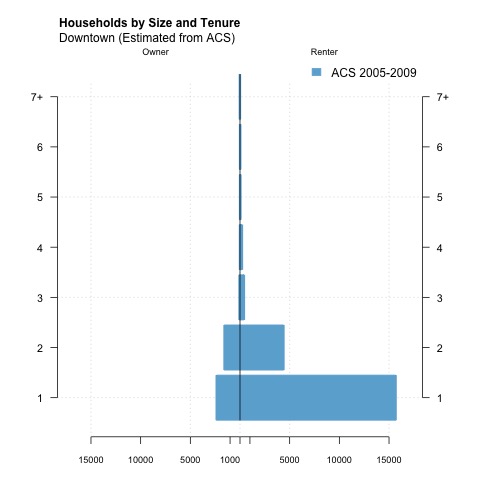 Households by Size and Tenure
Downtown (Estimated from ACS)
Owner Renter
ACS 2005-2009
7+ 7+
6 6
5 5
4 4
3 3
2 2
1 1
15000 10000 5000 1000 5000 10000 15000